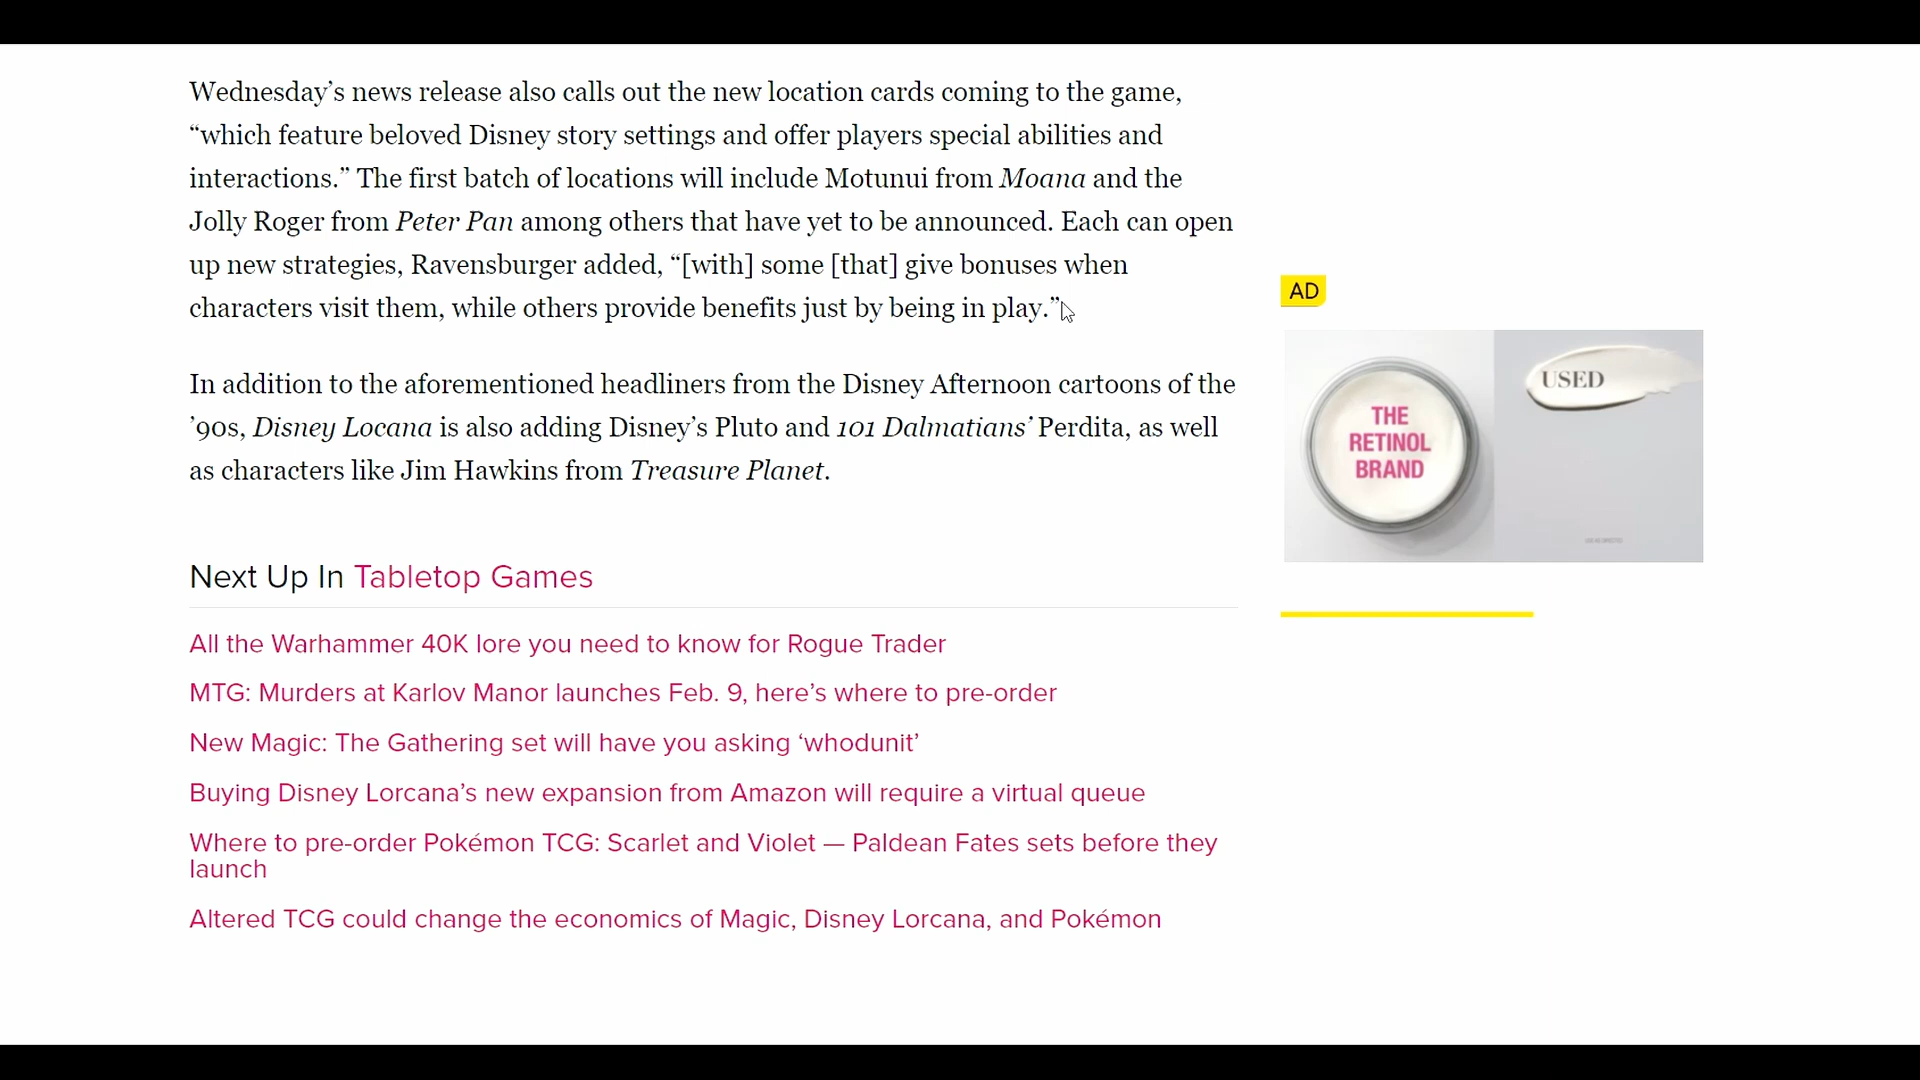 Wednesday’s news release also calls out the new location cards coming to the game,
“which feature beloved Disney story settings and offer players special abilities and
interactions.” The first batch of locations will include Motunui from Moana and the
Jolly Roger from Peter Pan among others that have yet to be announced. Each can open
up new strategies, Ravensburger added, “[with] some [that] give bonuses when
characters visit them, while others provide benefits just by being in play.”
In addition to the aforementioned headliners from the Disney Afternoon cartoons of the
’90s, Disney Locana is also adding Disney’s Pluto and 101 Dalmatians’ Perdita, as well
as characters like Jim Hawkins from Treasure Planet.
Next Up In Tabletop Games
All the Warhammer 40K lore you need to know for Rogue Trader
MTG: Murders at Karlov Manor launches Feb. 9, here’s where to pre-order
New Magic: The Gathering set will have you asking ‘whodunit’
Buying Disney Lorcana’s new expansion from Amazon will require a virtual queue
Where to pre-order Pokémon TCG: Scarlet and Violet — Paldean Fates sets before they
launch
Altered TCG could change the economics of Magic, Disney Lorcana, and Pokémon
AD
THE
RETINOL
BRAND
USED